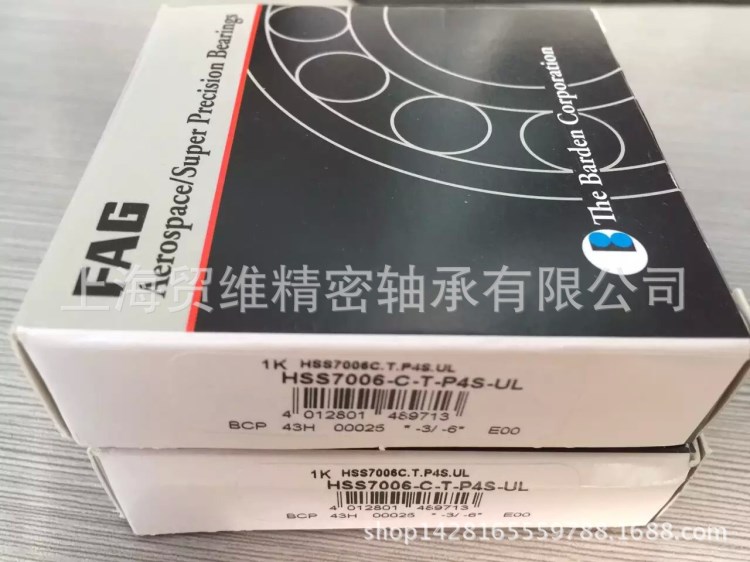 FAG
Aerospace/Super Precision Bearings
B The Barden Corporation
上海贸维精密轴承有限公司
1K HSS7006C.T.P4S.UL
HSS7006-C-T-P4S-UL
4 012801 489713
BCP 43H 00025 " -3/ -6" E00
1K HSS7006C.T.P4S.UL
HSS7006-C-T-P4S-UL
4 012801 489713
BCP 43H 00025 " -3/ -6" E00
shop1428165559788.1688.com